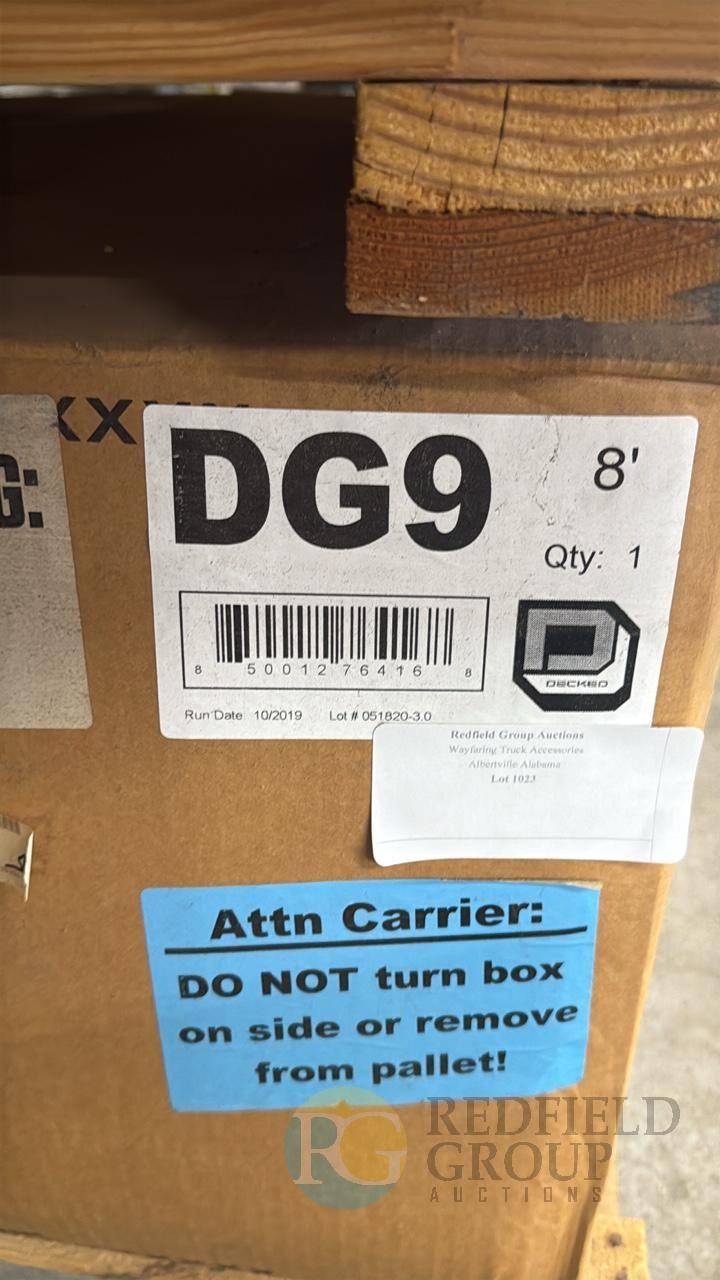 XX
G:
DG9
8'
Qty: 1
8 50012 76416 8
DECKED
Run Date 10/2019 Lot # 051820-3.0
Redfield Group Auctions
Wayfaring Truck Accessories
Albertville Alabama
Lot 1023
Attn Carrier:
DO NOT turn box
on side or remove
from pallet!
RG
REDFIELD
GROUP
AUCTIONS